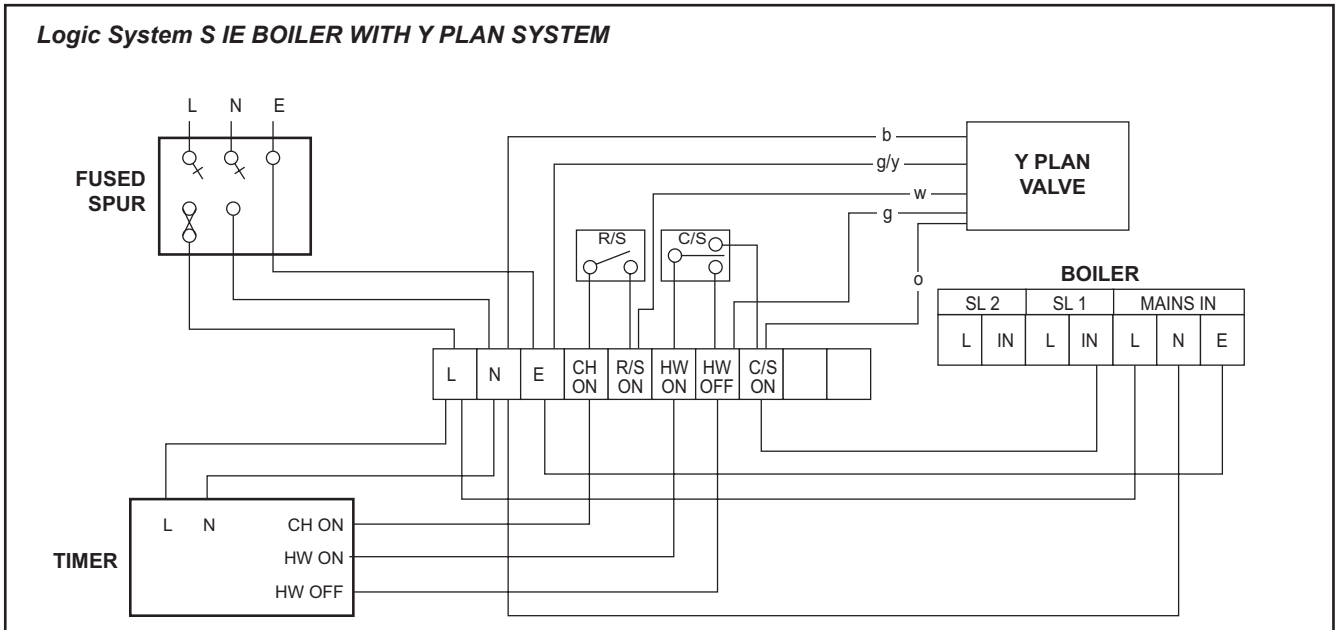 Logic System S IE BOILER WITH Y PLAN SYSTEM
L N E
FUSED
SPUR
b
g/y
w
g
o
Y PLAN
VALVE
R/S
C/S
BOILER
SL 2 SL 1 MAINS IN
L IN L IN L N E
L N E CH ON R/S ON HW ON HW OFF C/S ON
TIMER
L N CH ON
HW ON
HW OFF